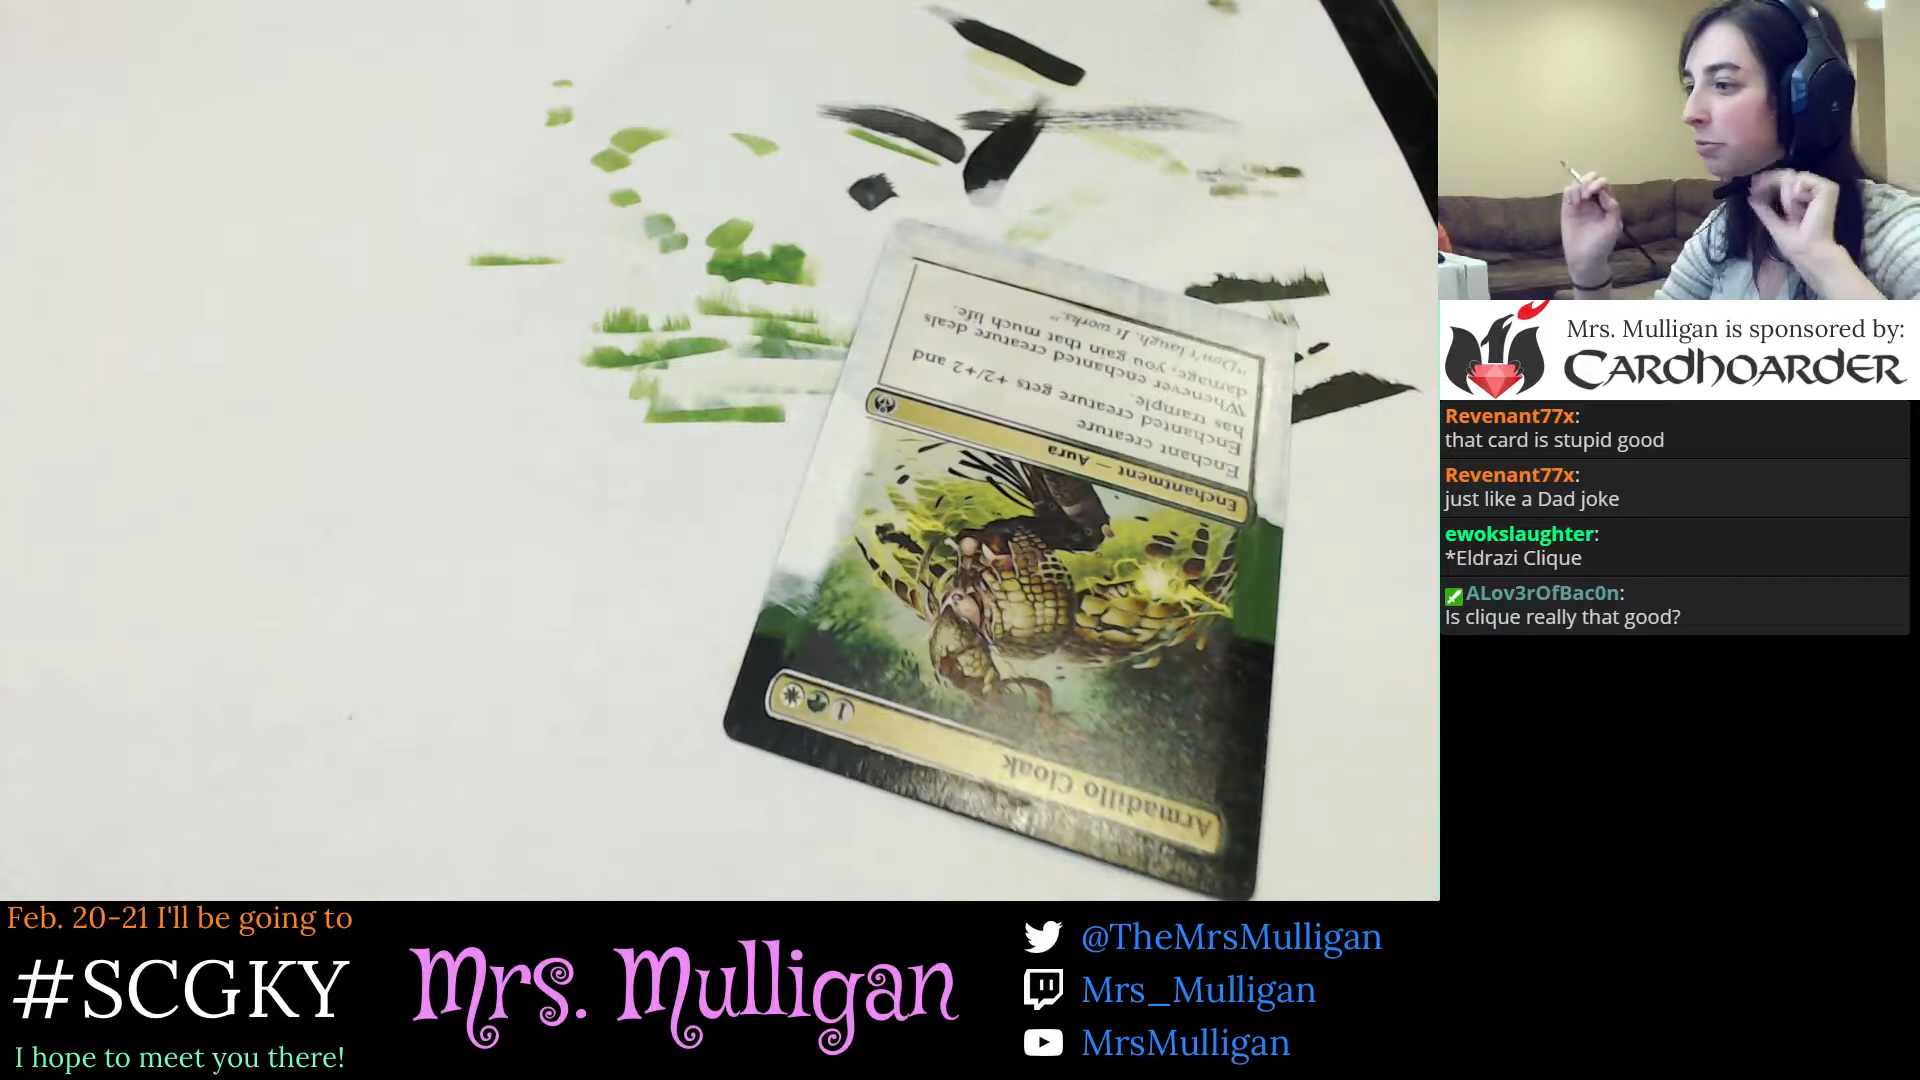 Armadillo Cloak
1
Enchantment — Aura
Enchant creature
Enchanted creature gets +2/+2 and
has trample.
Whenever enchanted creature deals
damage, you gain that much life.
"Don't laugh. It works."
Mrs. Mulligan is sponsored by:
CARDHOARDER
Revenant77x:
that card is stupid good
Revenant77x:
just like a Dad joke
ewokslaughter:
*Eldrazi Clique
ALov3rOfBac0n:
Is clique really that good?
Feb. 20-21 I'll be going to
#SCGKY
I hope to meet you there!
Mrs. Mulligan
@TheMrsMulligan
Mrs_Mulligan
MrsMulligan